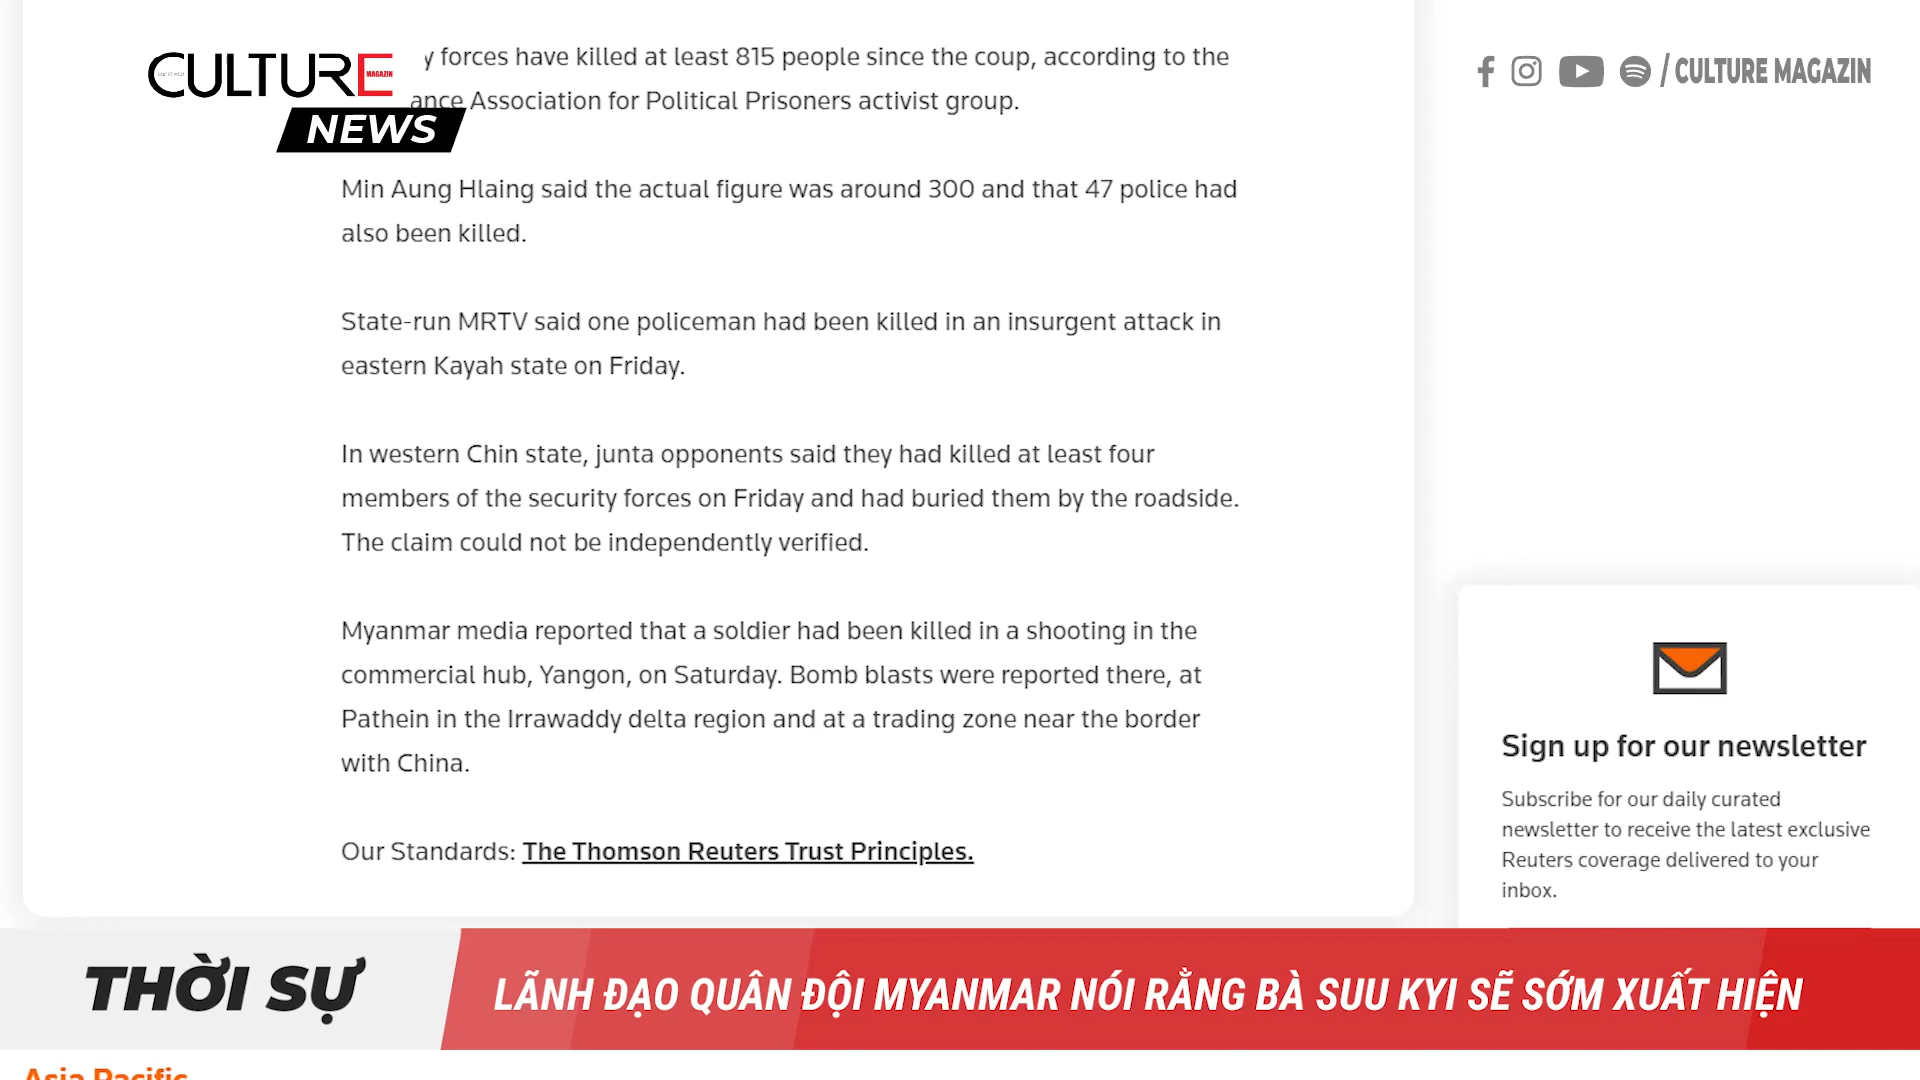 CULTURE
MAGAZIN
NEWS
/ CULTURE MAGAZIN
y forces have killed at least 815 people since the coup, according to the
ance Association for Political Prisoners activist group.
Min Aung Hlaing said the actual figure was around 300 and that 47 police had
also been killed.
State-run MRTV said one policeman had been killed in an insurgent attack in
eastern Kayah state on Friday.
In western Chin state, junta opponents said they had killed at least four
members of the security forces on Friday and had buried them by the roadside.
The claim could not be independently verified.
Myanmar media reported that a soldier had been killed in a shooting in the
commercial hub, Yangon, on Saturday. Bomb blasts were reported there, at
Pathein in the Irrawaddy delta region and at a trading zone near the border
with China.
Our Standards: The Thomson Reuters Trust Principles.
Sign up for our newsletter
Subscribe for our daily curated
newsletter to receive the latest exclusive
Reuters coverage delivered to your
inbox.
THỜI SỰ
LÃNH ĐẠO QUÂN ĐỘI MYANMAR NÓI RẰNG BÀ SUU KYI SẼ SỚM XUẤT HIỆN
Asia Pacific